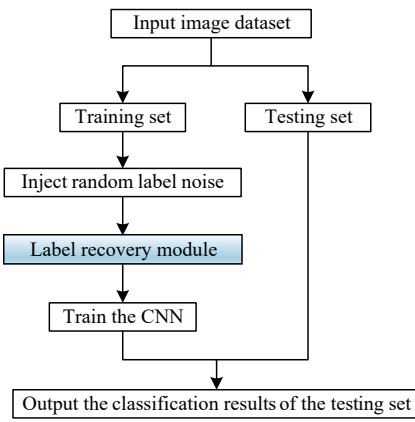 Input image dataset
Training set
Testing set
Inject random label noise
Label recovery module
Train the CNN
Output the classification results of the testing set